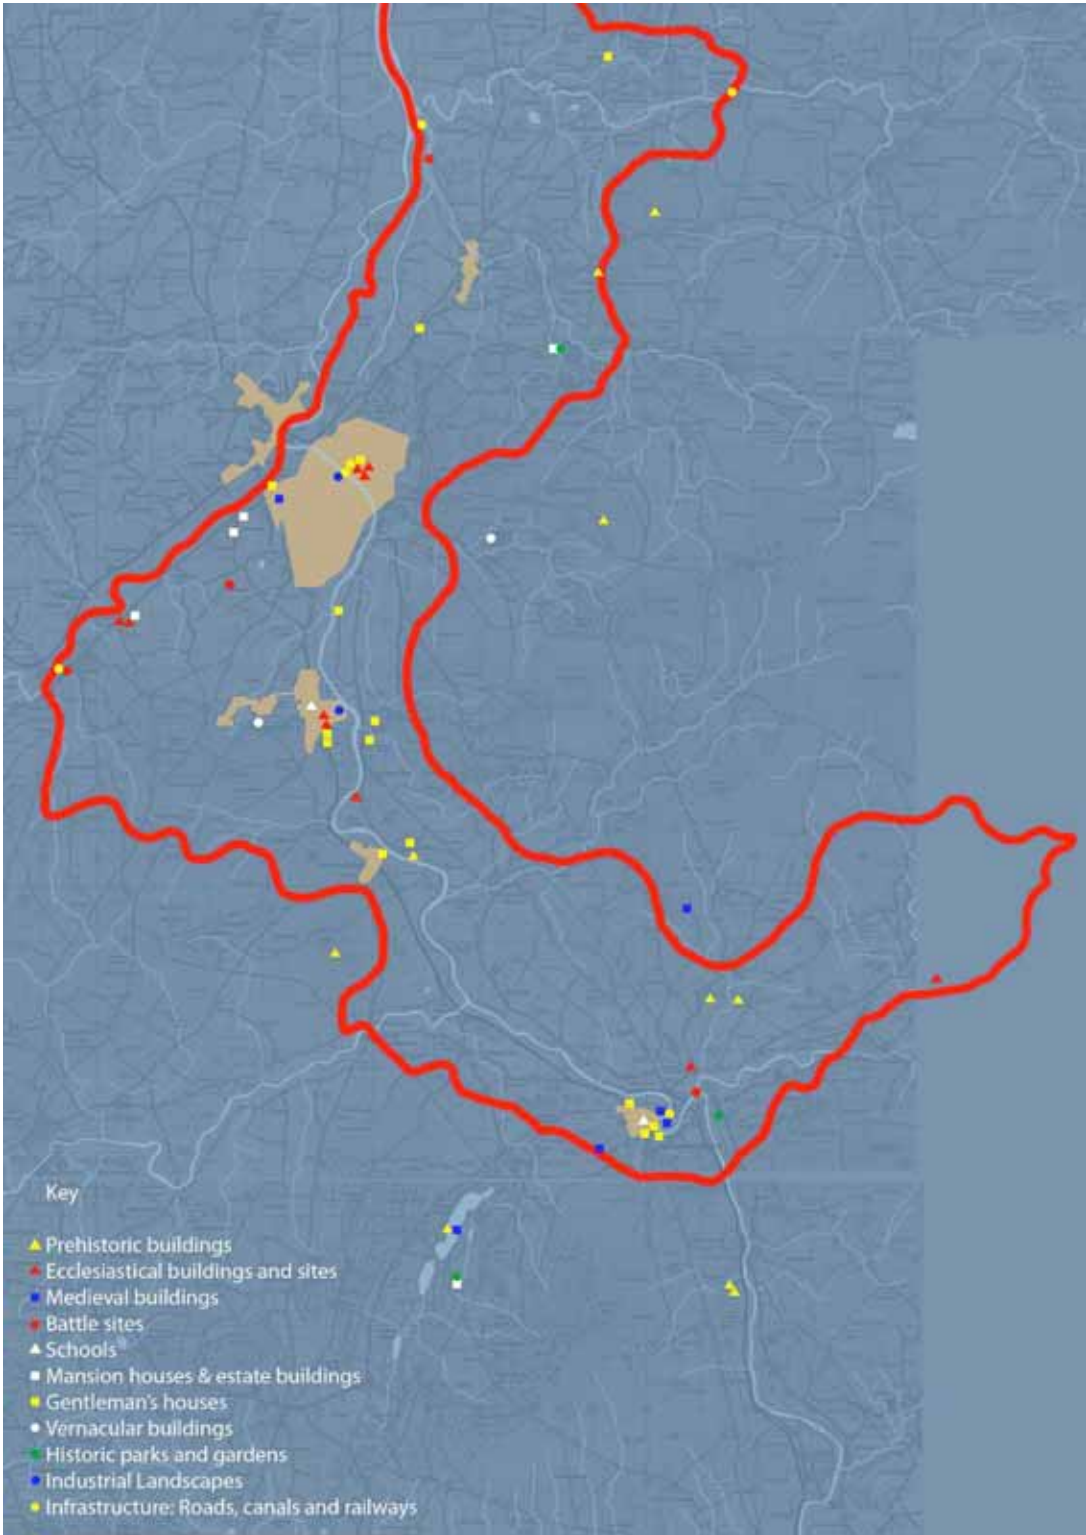 Key
Prehistoric buildings
Ecclesiastical buildings and sites
Medieval buildings
Battle sites
Schools
Mansion houses & estate buildings
Gentleman's houses
Vernacular buildings
Historic parks and gardens
Industrial Landscapes
Infrastructure: Roads, canals and railways